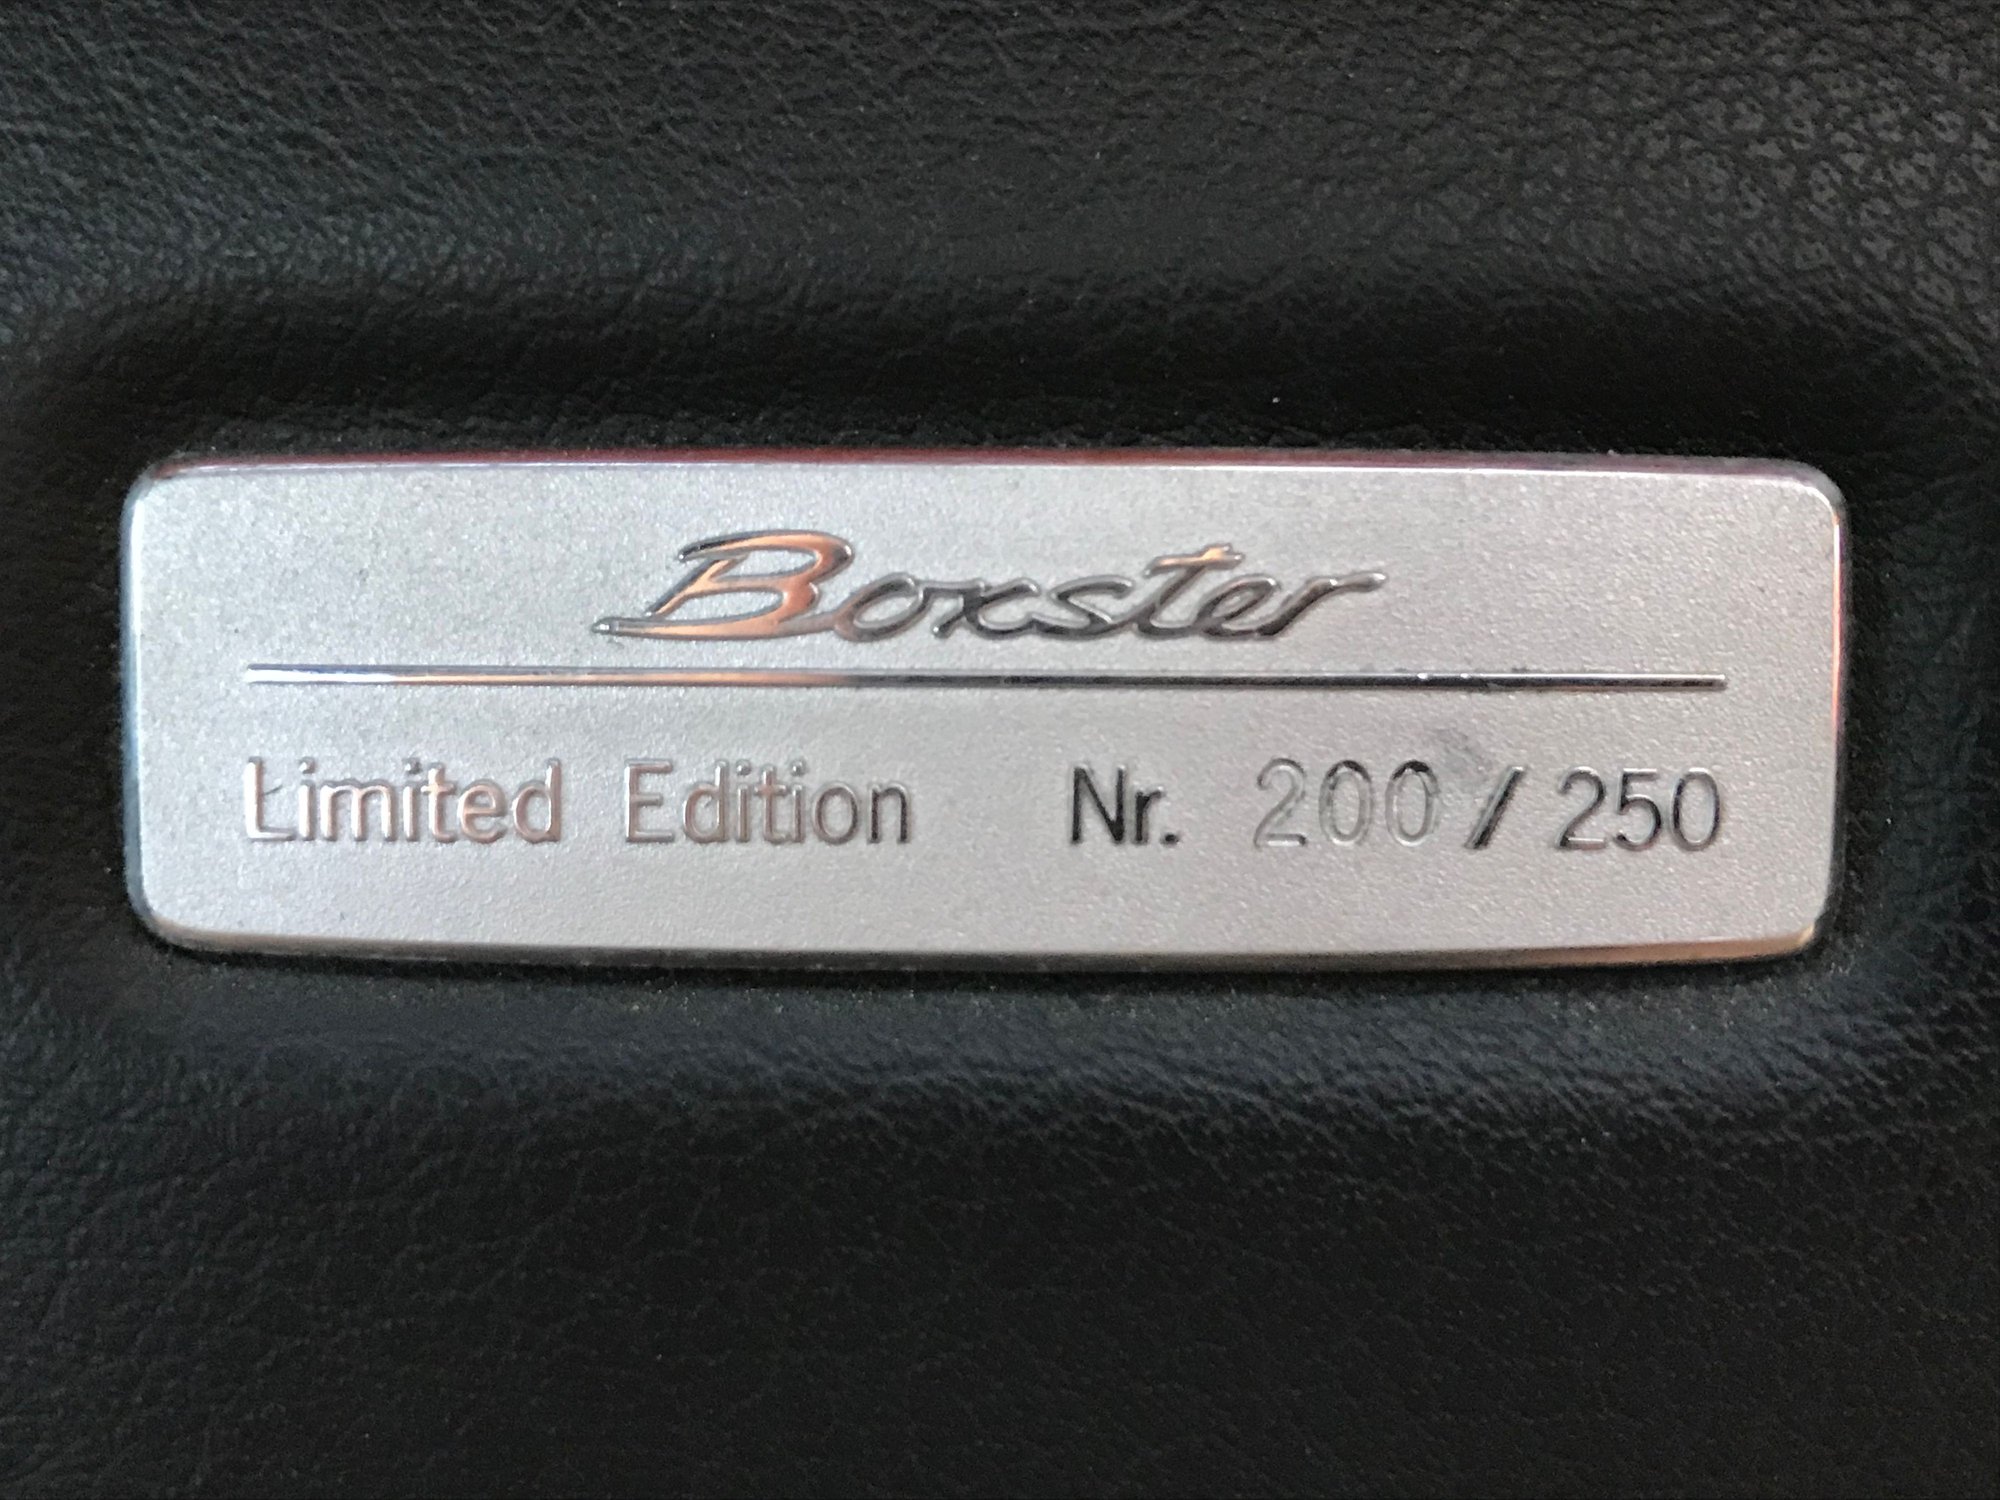 Boxster
Limited Edition Nr. 200 / 250